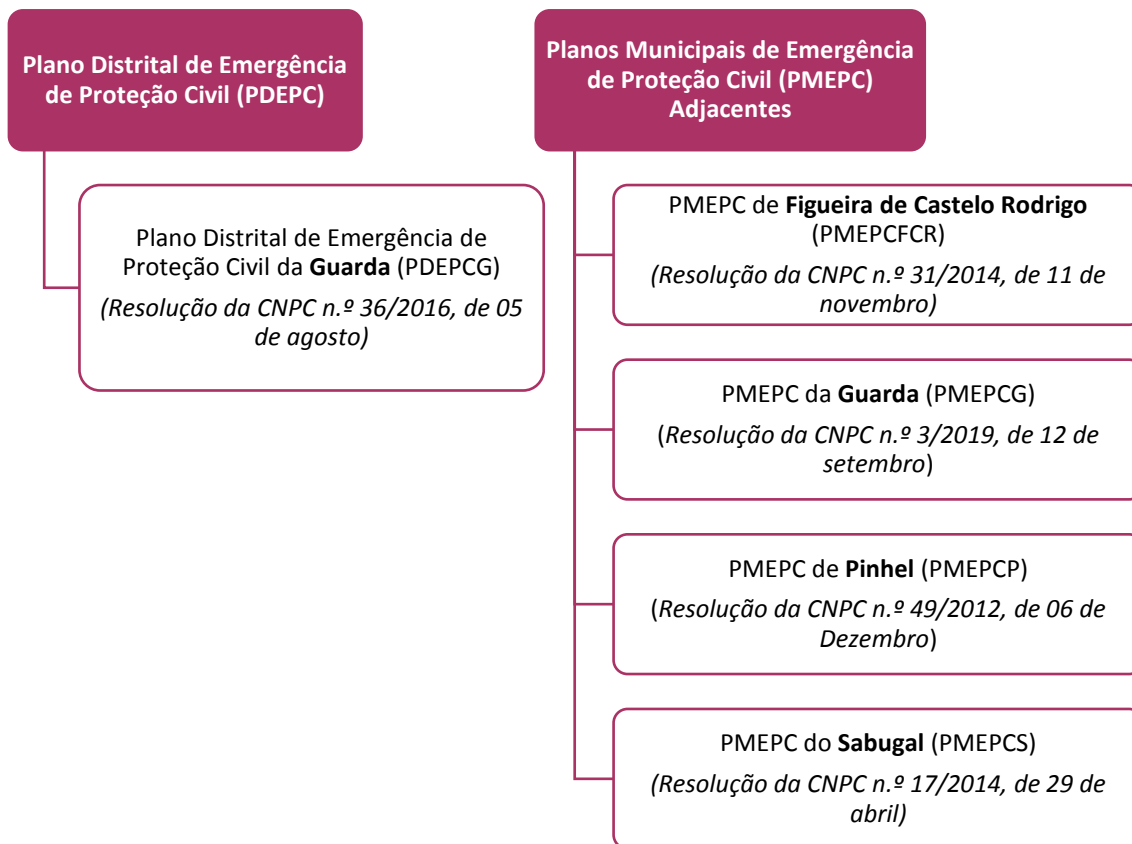 Plano Distrital de Emergência
de Proteção Civil (PDEPC)
Plano Distrital de Emergência de
Proteção Civil da Guarda (PDEPCG)
(Resolução da CNPC n.º 36/2016, de 05
de agosto)
Planos Municipais de Emergência
de Proteção Civil (PMEPC)
Adjacentes
PMEPC de Figueira de Castelo Rodrigo
(PMEPCFCR)
(Resolução da CNPC n.º 31/2014, de 11 de
novembro)
PMEPC da Guarda (PMEPCG)
(Resolução da CNPC n.º 3/2019, de 12 de
setembro)
PMEPC de Pinhel (PMEPCP)
(Resolução da CNPC n.º 49/2012, de 06 de
Dezembro)
PMEPC do Sabugal (PMEPCS)
(Resolução da CNPC n.º 17/2014, de 29 de
abril)